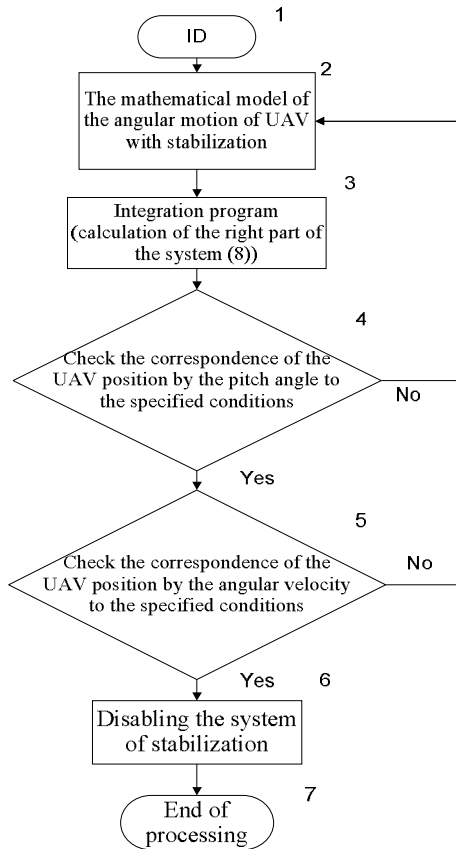 1
ID
2
The mathematical model of
the angular motion of UAV
with stabilization
3
Integration program
(calculation of the right part of
the system (8))
4
Check the correspondence of the
UAV position by the pitch angle to
the specified conditions
No
Yes
5
Check the correspondence of the
UAV position by the angular velocity
to the specified conditions
No
Yes
6
Disabling the system
of stabilization
7
End of
processing